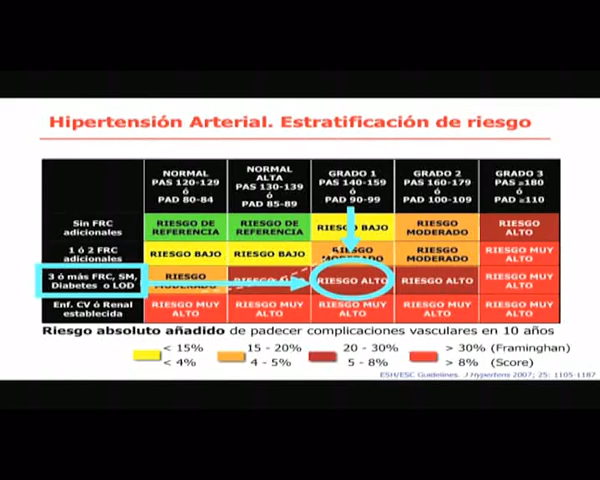 Hipertensión Arterial. Estratificación de riesgo
NORMAL
PAS 120-129
ó
PAD 80-84
NORMAL
ALTA
PAS 130-139
ó
PAD 85-89
GRADO 1
PAS 140-159
ó
PAD 90-99
GRADO 2
PAS 160-179
ó
PAD 100-109
GRADO 3
PAS ≥180
ó
PAD ≥110
Sin FRC
adicionales
RIESGO DE
REFERENCIA
RIESGO DE
REFERENCIA
RIESGO BAJO
RIESGO
MODERADO
RIESGO
ALTO
1 ó 2 FRC
adicionales
RIESGO BAJO
RIESGO BAJO
RIESGO
MODERADO
RIESGO
MODERADO
RIESGO MUY
ALTO
3 ó más FRC, SM,
Diabetes o LOD
RIESGO
MODERADO
RIESGO ALTO
RIESGO ALTO
RIESGO ALTO
RIESGO MUY
ALTO
Enf. CV ó Renal
establecida
RIESGO MUY
ALTO
RIESGO MUY
ALTO
RIESGO MUY
ALTO
RIESGO MUY
ALTO
RIESGO MUY
ALTO
Riesgo absoluto añadido de padecer complicaciones vasculares en 10 años
< 15% 15 - 20% 20 - 30% > 30% (Framinghan)
< 4% 4 - 5% 5 - 8% > 8% (Score)
ESH/ESC Guidelines. J Hypertens 2007; 25: 1105-1187